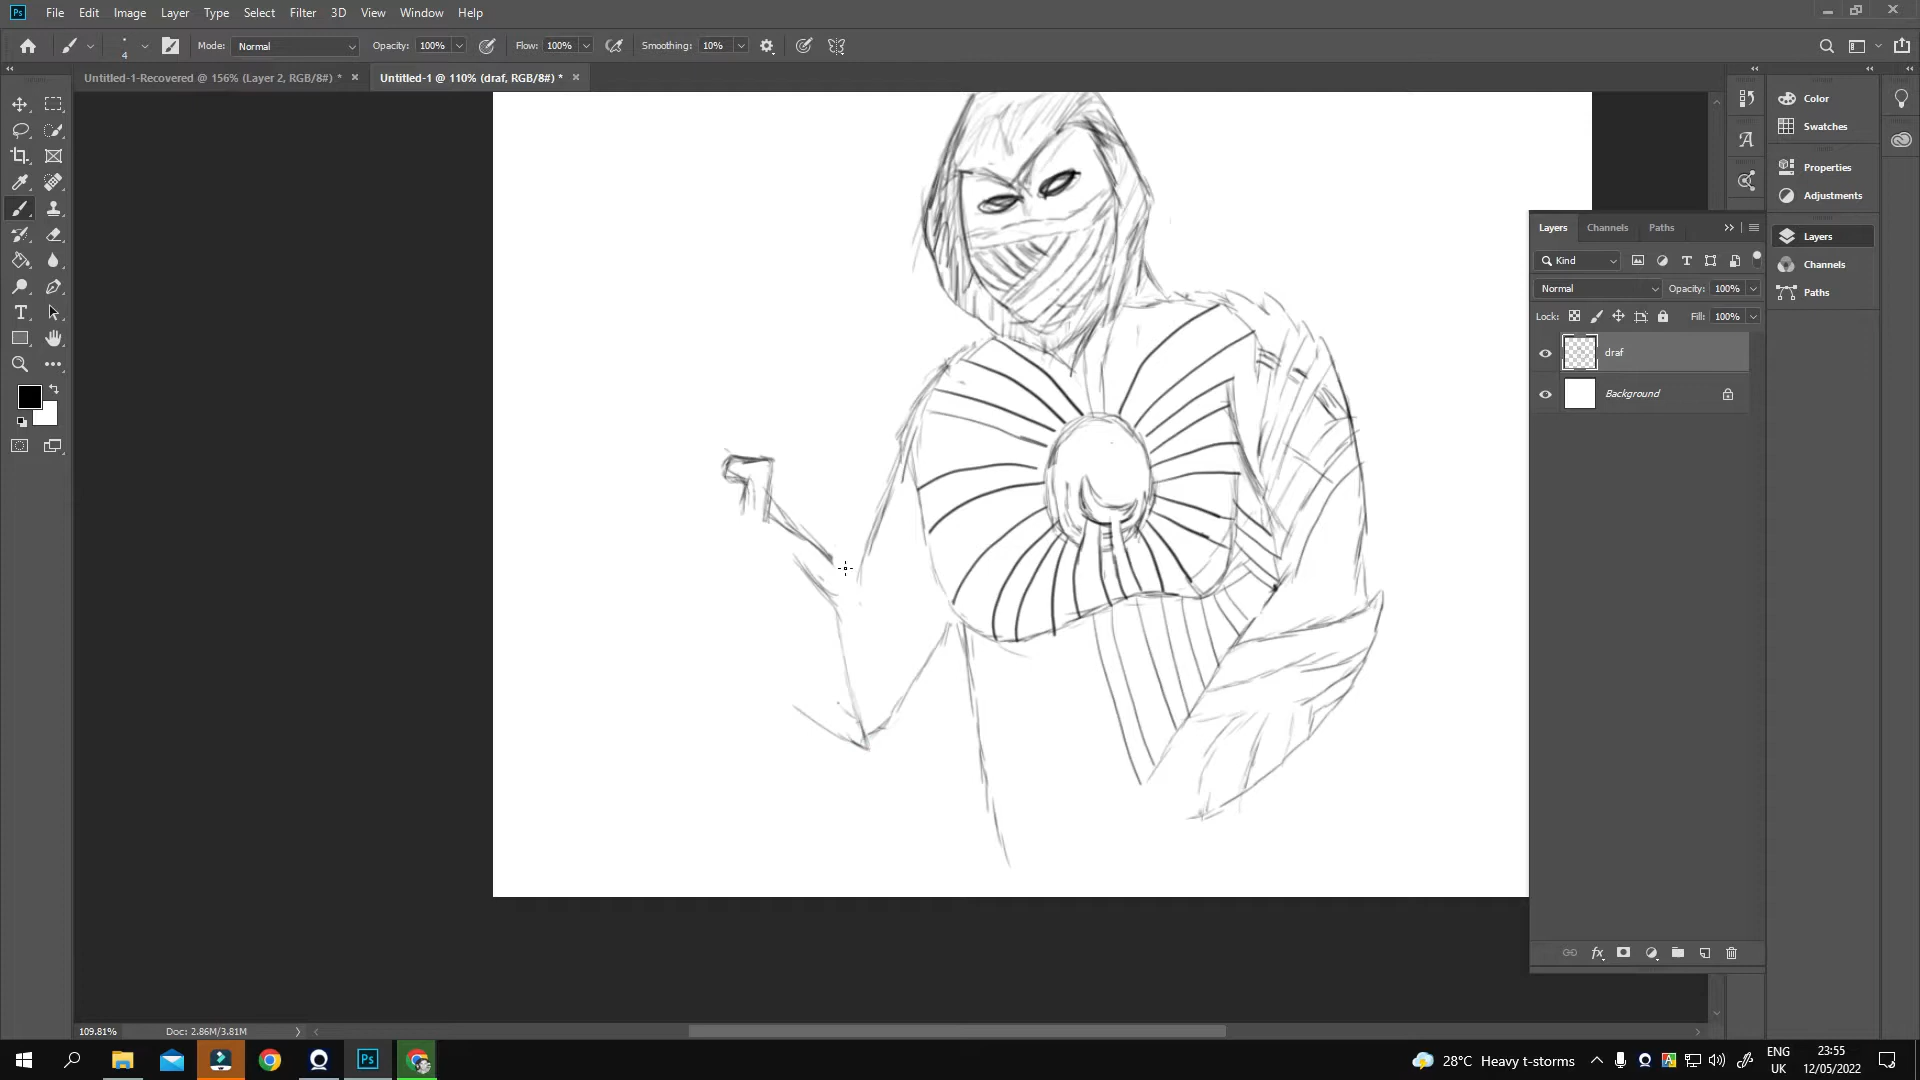 Ps File Edit Image Layer Type Select Filter 3D View Window Help
4 Mode: Normal Opacity: 100% Flow: 100% Smoothing: 10%
Untitled-1-Recovered @ 156% (Layer 2, RGB/8#) * × Untitled-1 @ 110% (draf, RGB/8#) * ×
Color
Swatches
Properties
Adjustments
Layers
Channels
Paths
Layers Channels Paths
Kind
Normal Opacity: 100%
Lock: Fill: 100%
draf
Background
109.81% Doc: 2.86M/3.81M
Ps
28°C Heavy t-storms
ENG
UK
23:55
12/05/2022